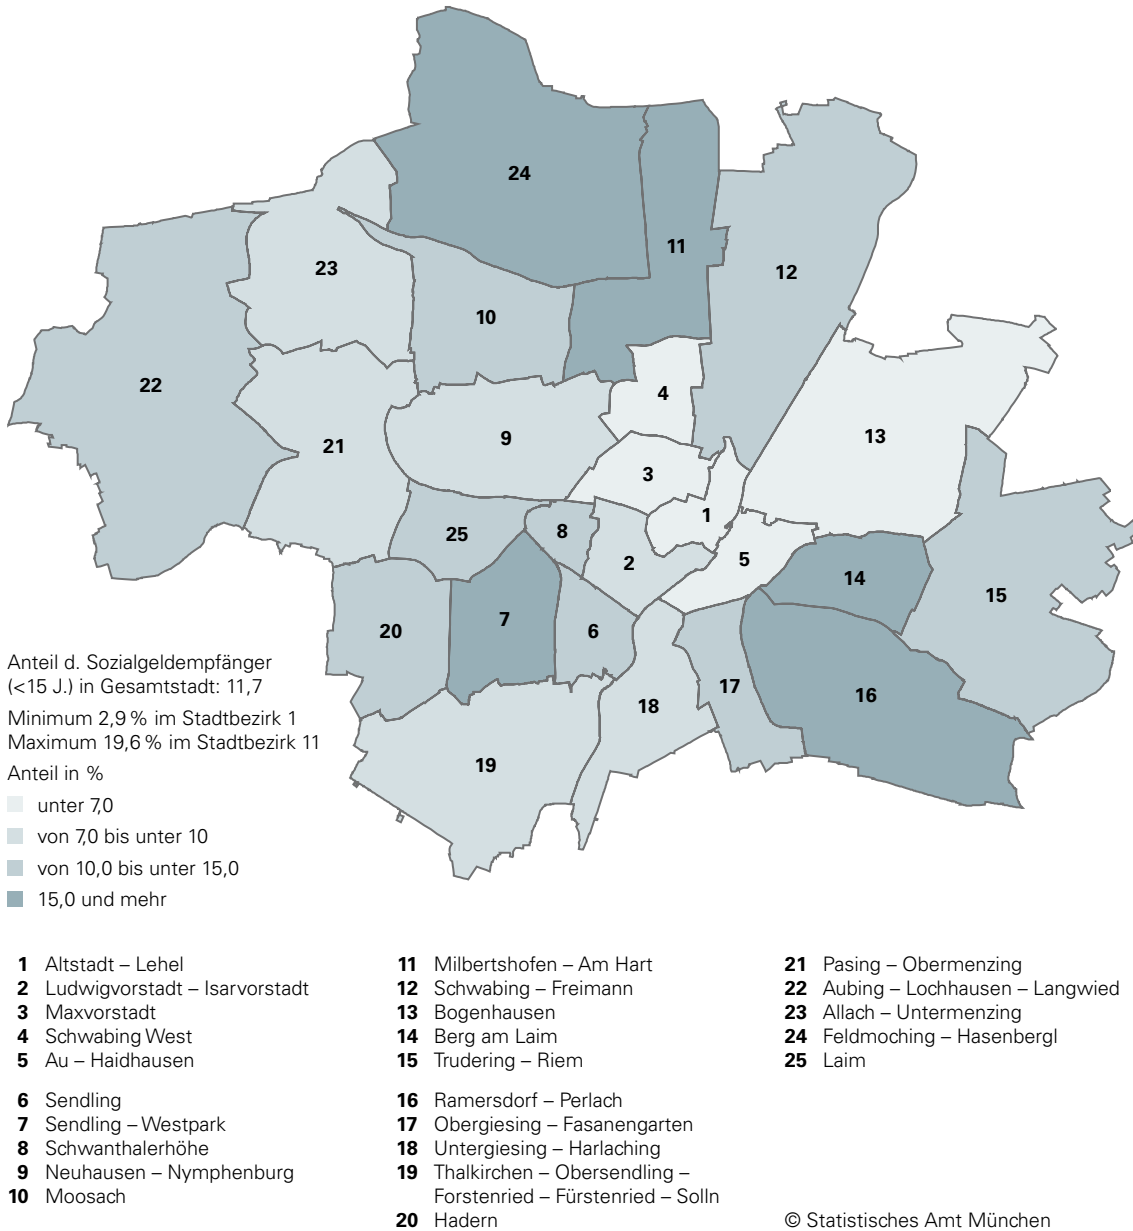 24
11
12
23
10
22
4
13
9
21
3
1
8
25
2
5
14
15
7
20
6
17
16
18
19
Anteil d. Sozialgeldempfänger
(<15 J.) in Gesamtstadt: 11,7
Minimum 2,9 % im Stadtbezirk 1
Maximum 19,6 % im Stadtbezirk 11
Anteil in %
unter 7,0
von 7,0 bis unter 10
von 10,0 bis unter 15,0
15,0 und mehr
1 Altstadt – Lehel
2 Ludwigvorstadt – Isarvorstadt
3 Maxvorstadt
4 Schwabing West
5 Au – Haidhausen
6 Sendling
7 Sendling – Westpark
8 Schwanthalerhöhe
9 Neuhausen – Nymphenburg
10 Moosach
11 Milbertshofen – Am Hart
12 Schwabing – Freimann
13 Bogenhausen
14 Berg am Laim
15 Trudering – Riem
16 Ramersdorf – Perlach
17 Obergiesing – Fasanengarten
18 Untergiesing – Harlaching
19 Thalkirchen – Obersendling –
Forstenried – Fürstenried – Solln
20 Hadern
21 Pasing – Obermenzing
22 Aubing – Lochhausen – Langwied
23 Allach – Untermenzing
24 Feldmoching – Hasenbergl
25 Laim
© Statistisches Amt München